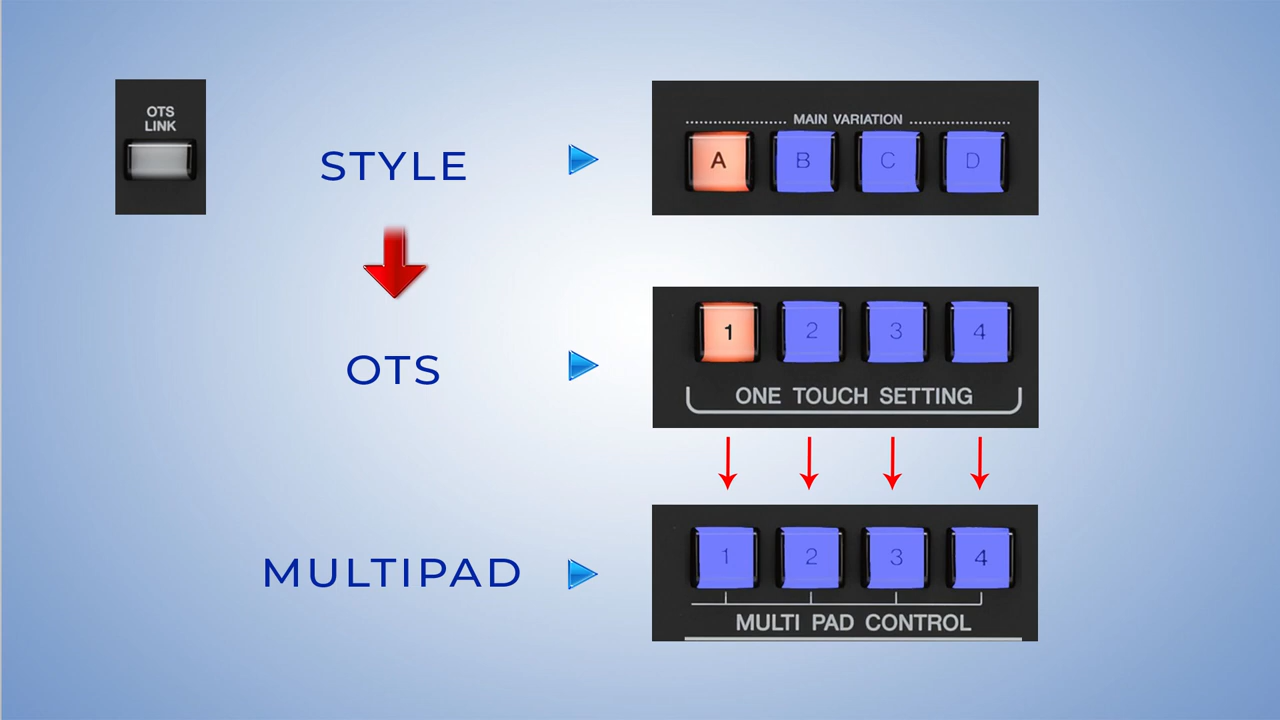 OTS
LINK
STYLE
MAIN VARIATION
A B C D
OTS
1 2 3 4
ONE TOUCH SETTING
MULTIPAD
1 2 3 4
MULTI PAD CONTROL